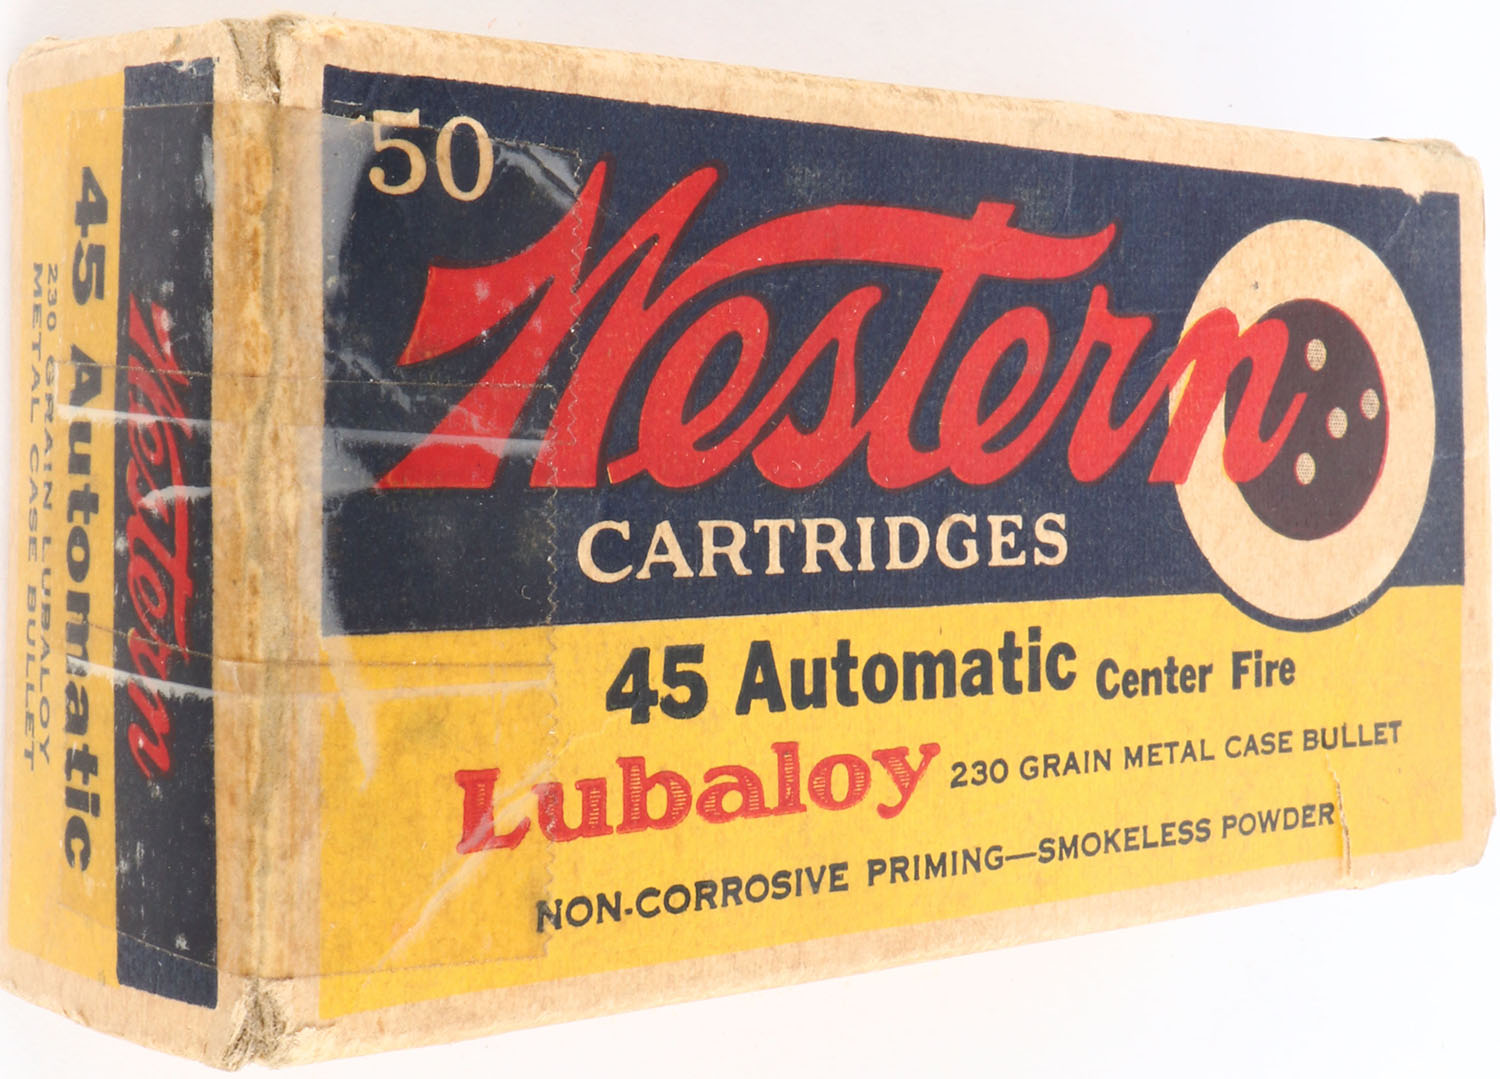 50
Western
CARTRIDGES
45 Automatic Center Fire
Lubaloy 230 GRAIN METAL CASE BULLET
NON-CORROSIVE PRIMING—SMOKELESS POWDER
Western
45 Automatic
230 GRAIN LUBALOY
METAL CASE BULLET